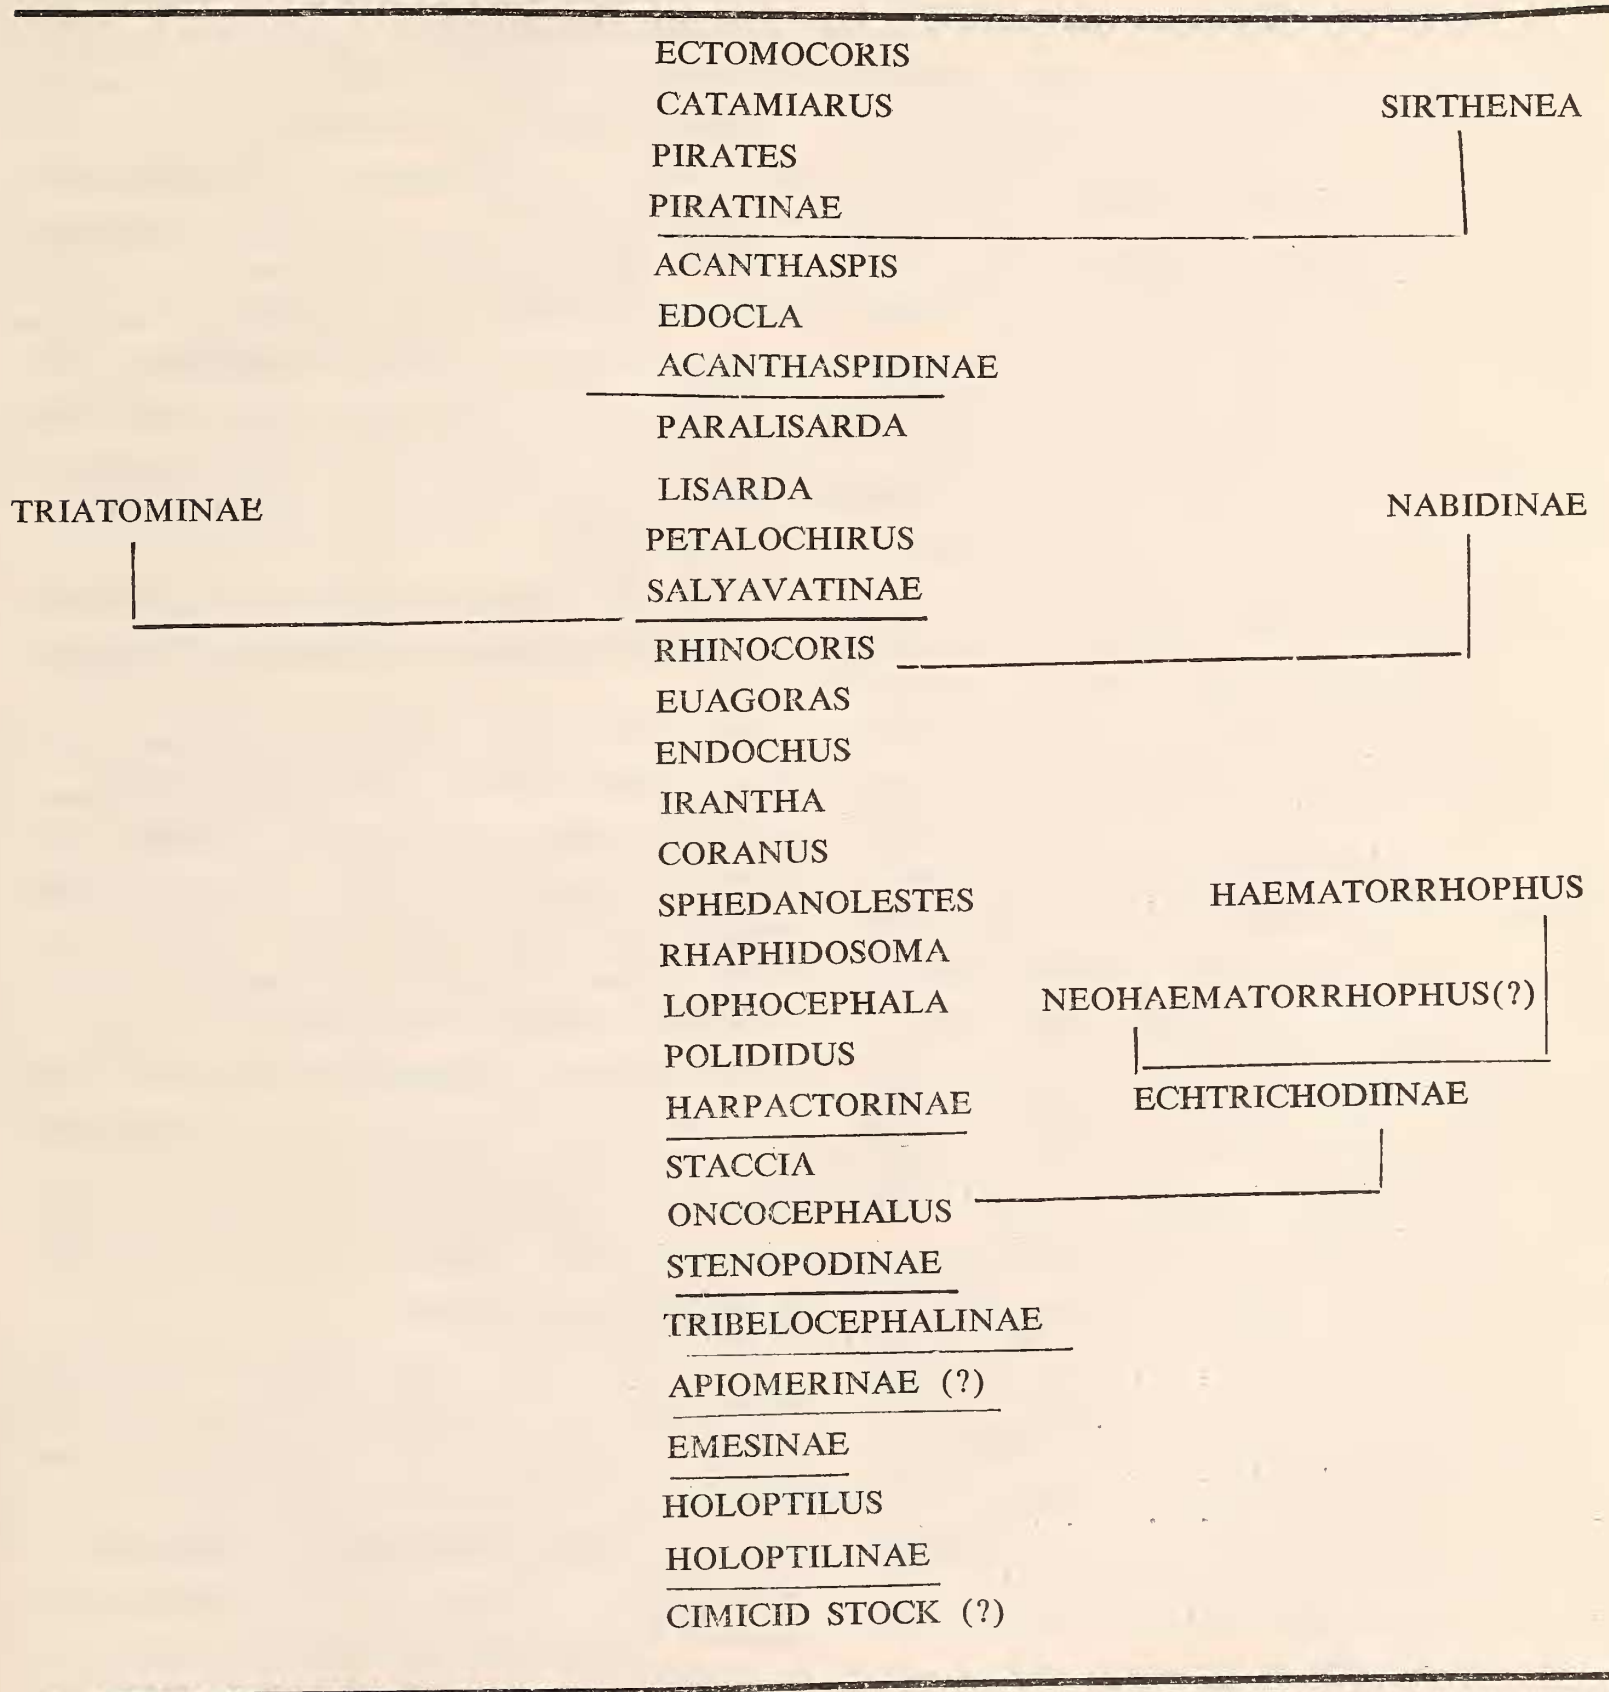 ECTOMOCORIS
CATAMIARUS
SIRTHENEA
PIRATES
PIRATINAE
ACANTHASPIS
EDOCLA
ACANTHASPIDINAE
PARALISARDA
LISARDA
TRIATOMINAE
NABIDINAE
PETALOCHIRUS
SALYAVATINAE
RHINOCORIS
EUAGORAS
ENDOCHUS
IRANTHA
CORANUS
SPHEDANOLESTES
HAEMATORRHOPHUS
RHAPHIDOSOMA
LOPHOCEPHALA
NEOHAEMATORRHOPHUS(?)
POLIDIDUS
HARPACTORINAE
ECHTRICHODIINAE
STACCIA
ONCOCEPHALUS
STENOPODINAE
TRIBELOCEPHALINAE
APIOMERINAE (?)
EMESINAE
HOLOPTILUS
HOLOPTILINAE
CIMICID STOCK (?)